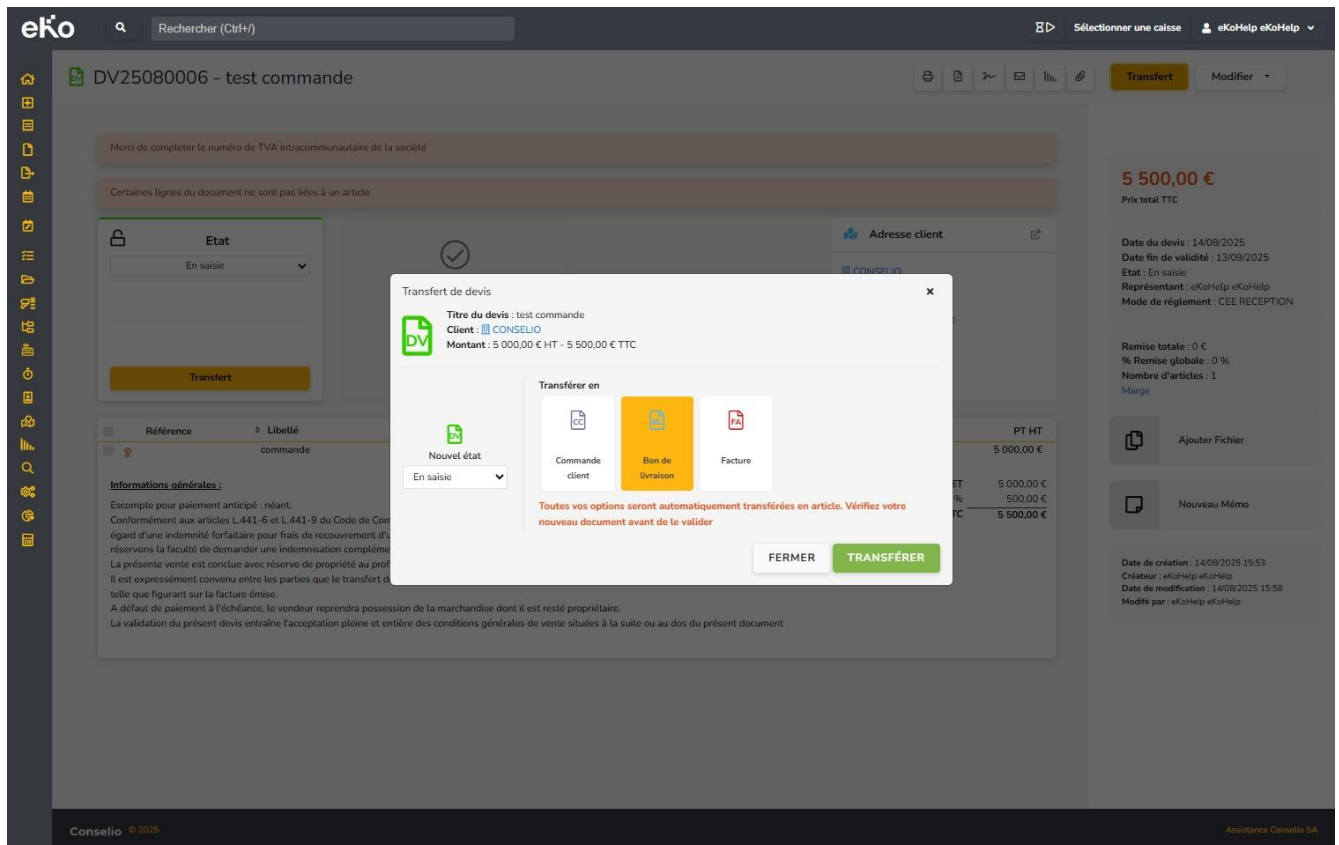 eKo
Rechercher (Ctrl+/)
Sélectionner une caisse
eKoHelp eKoHelp
DV25080006 - test commande
Transfert
Modifier
Merci de completer le numéro de TVA intracommunautaire de la société
Certaines lignes du document ne sont pas liées à un article
Etat
En saisie
Transfert
Adresse client
CONSELIO
Transfert de devis
DV
Titre du devis : test commande
Client : CONSELIO
Montant : 5 000,00 € HT - 5 500,00 € TTC
DV
Nouvel état
En saisie
Transférer en
CC
Commande
client
BL
Bon de
livraison
FA
Facture
Toutes vos options seront automatiquement transférées en article. Vérifiez votre
nouveau document avant de le valider
FERMER
TRANSFÉRER
Référence
Libellé
PT HT
commande
5 000,00 €
ET 5 000,00 €
% 500,00 €
TC 5 500,00 €
Informations générales :
Escompte pour paiement anticipé : néant.
Conformément aux articles L.441-6 et L.441-9 du Code de Com
égard d'une indemnité forfaitaire pour frais de recouvrement d'u
réservons la faculté de demander une indemnisation compléme
La présente vente est conclue avec réserve de propriété au prof
Il est expressément convenu entre les parties que le transfert d
telle que figurant sur la facture émise.
A défaut de paiement à l'échéance, le vendeur reprendra possession de la marchandise dont il est resté propriétaire.
La validation du présent devis entraîne l'acceptation pleine et entière des conditions générales de vente situées à la suite ou au dos du présent document
5 500,00 €
Prix total TTC
Date du devis : 14/08/2025
Date fin de validité : 13/09/2025
Etat : En saisie
Représentant : eKoHelp eKoHelp
Mode de réglement : CEE RECEPTION
Remise totale : 0 €
% Remise globale : 0 %
Nombre d'articles : 1
Marge
Ajouter Fichier
Nouveau Mémo
Date de création : 14/08/2025 15:53
Créateur : eKoHelp eKoHelp
Date de modification : 14/08/2025 15:58
Modifé par : eKoHelp eKoHelp
Conselio © 2025
Assistance Conselio SA